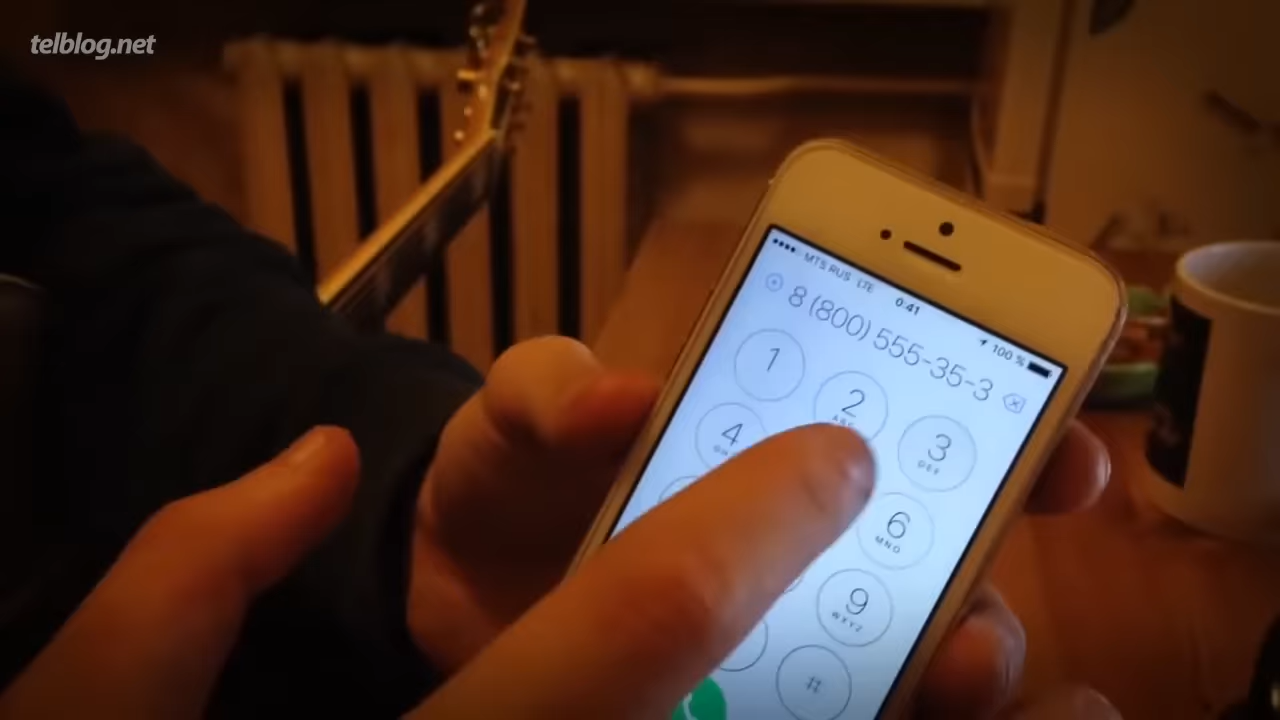 telblog.net
MTS RUS LTE 0:41 100 %
8 (800) 555-35-3
1
2
3
DEF
4
6
MNO
9
WXYZ
#